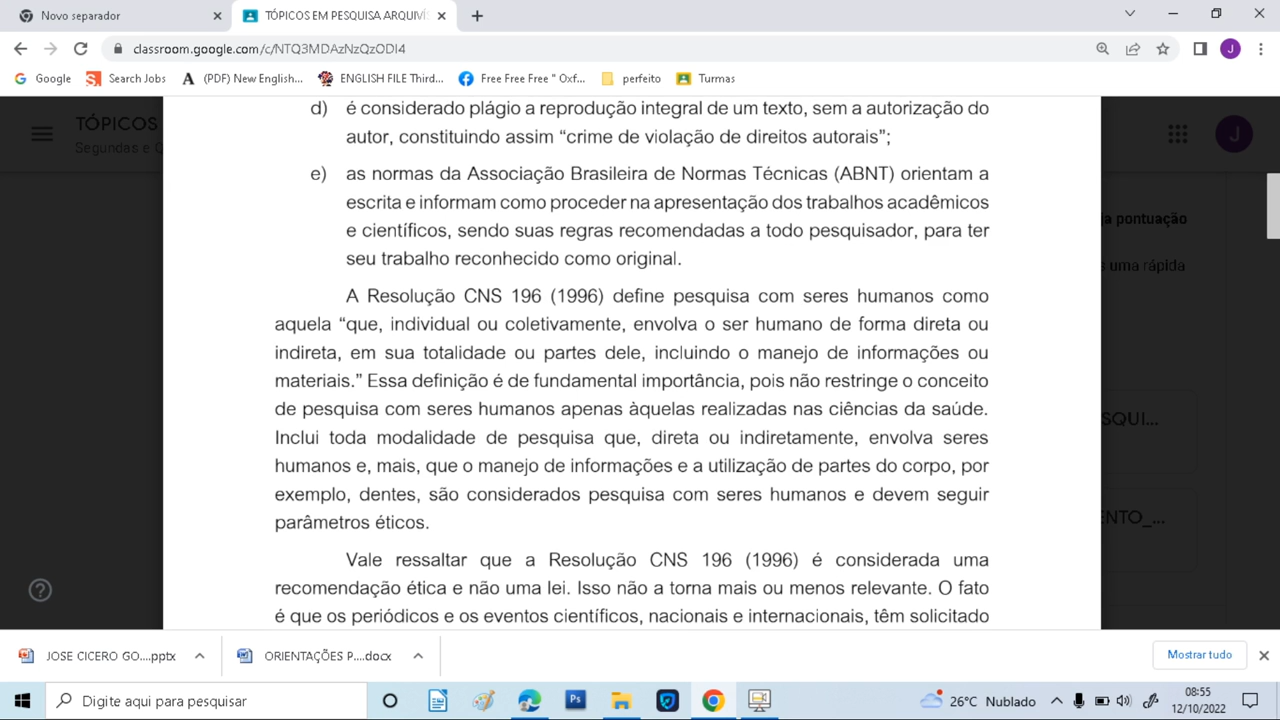 Novo separador
TÓPICOS EM PESQUISA ARQUIVÍS
classroom.google.com/c/NTQ3MDAzNzQzODI4
J
Google
Search Jobs
(PDF) New English...
ENGLISH FILE Third...
Free Free Free " Oxf...
perfeito
Turmas
TÓPICOS
Segundas e Q
J
d) é considerado plágio a reprodução integral de um texto, sem a autorização do
autor, constituindo assim “crime de violação de direitos autorais”;
e) as normas da Associação Brasileira de Normas Técnicas (ABNT) orientam a
escrita e informam como proceder na apresentação dos trabalhos acadêmicos
e científicos, sendo suas regras recomendadas a todo pesquisador, para ter
seu trabalho reconhecido como original.
ja pontuação
s uma rápida
A Resolução CNS 196 (1996) define pesquisa com seres humanos como
aquela “que, individual ou coletivamente, envolva o ser humano de forma direta ou
indireta, em sua totalidade ou partes dele, incluindo o manejo de informações ou
materiais.” Essa definição é de fundamental importância, pois não restringe o conceito
de pesquisa com seres humanos apenas àquelas realizadas nas ciências da saúde.
Inclui toda modalidade de pesquisa que, direta ou indiretamente, envolva seres
humanos e, mais, que o manejo de informações e a utilização de partes do corpo, por
exemplo, dentes, são considerados pesquisa com seres humanos e devem seguir
parâmetros éticos.
SQUI...
ENTO_...
Vale ressaltar que a Resolução CNS 196 (1996) é considerada uma
recomendação ética e não uma lei. Isso não a torna mais ou menos relevante. O fato
é que os periódicos e os eventos científicos, nacionais e internacionais, têm solicitado
JOSE CICERO GO....pptx
ORIENTAÇÕES P....docx
Mostrar tudo
Digite aqui para pesquisar
Ps
26°C Nublado
08:55
12/10/2022